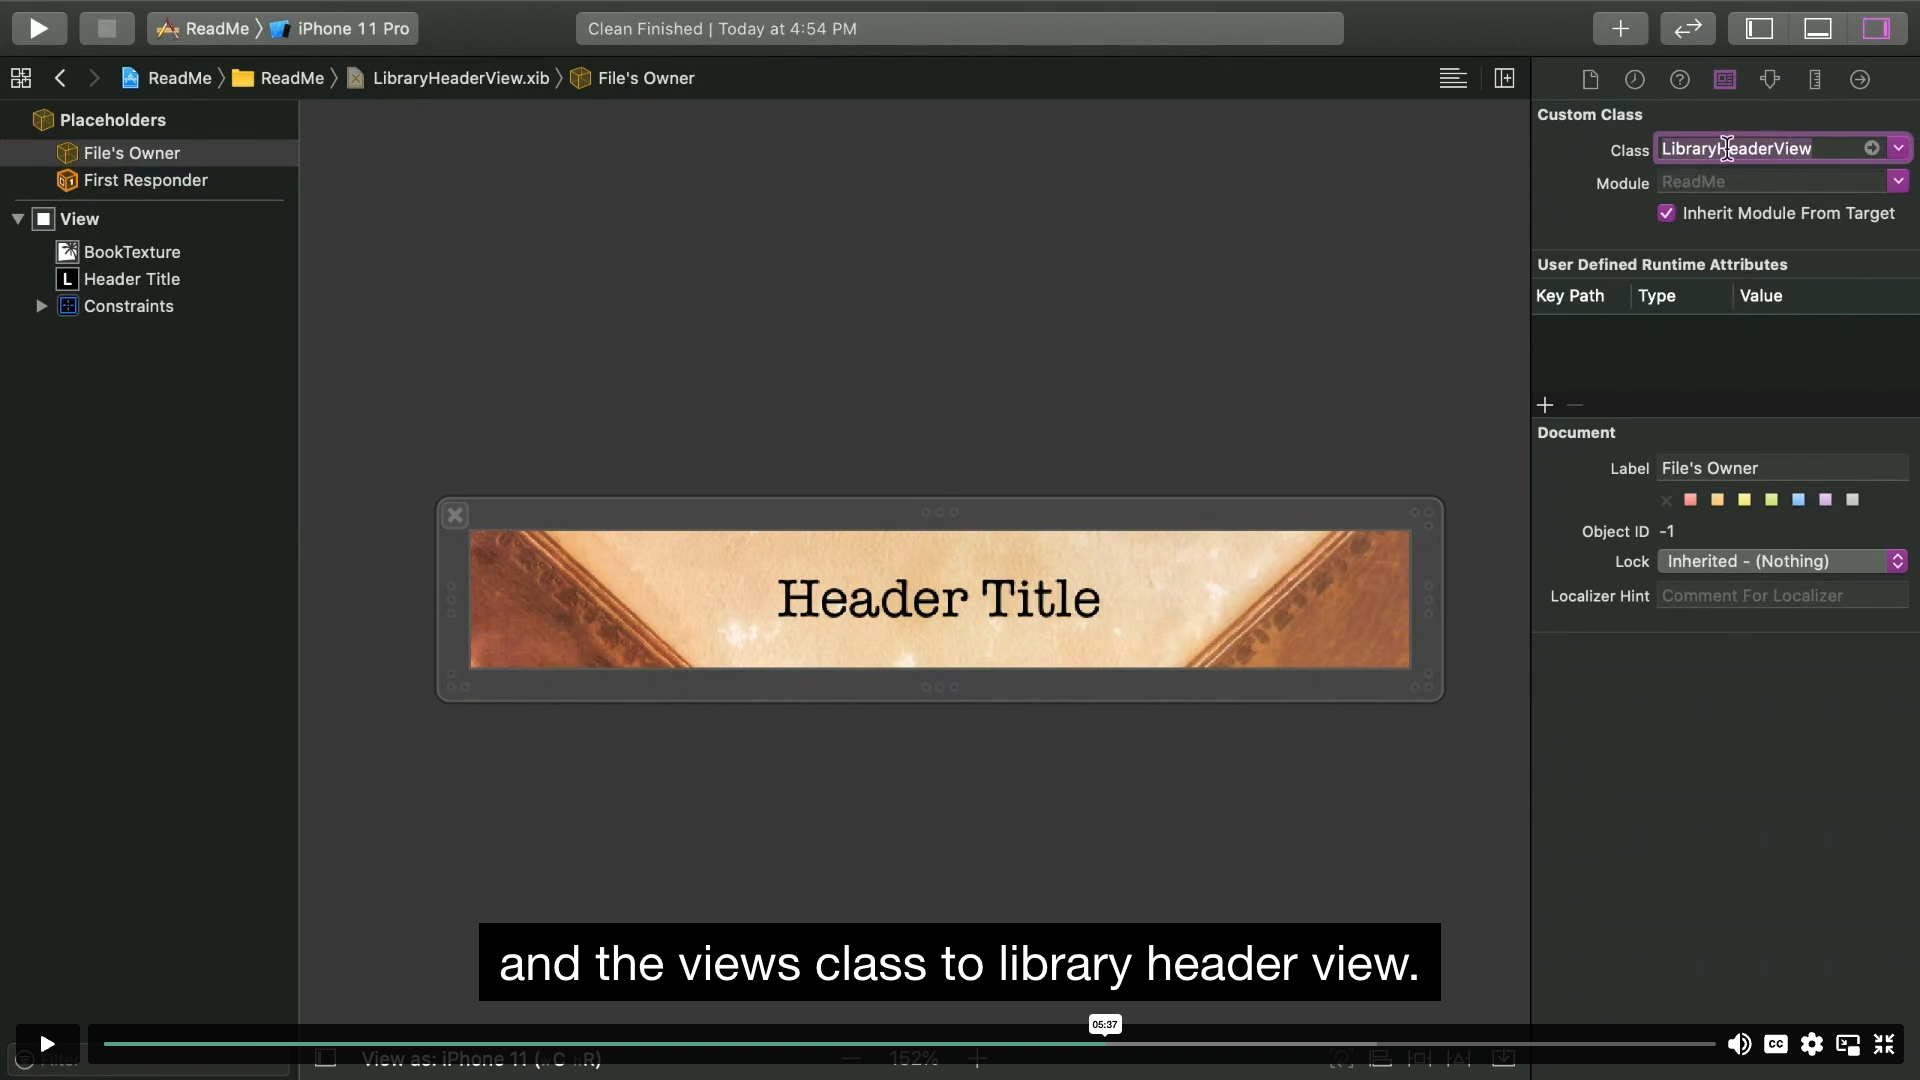 ReadMe 〉 iPhone 11 Pro
Clean Finished | Today at 4:54 PM
ReadMe 〉 ReadMe 〉 LibraryHeaderView.xib 〉 File's Owner
Placeholders
File's Owner
First Responder
View
BookTexture
L Header Title
Constraints
Header Title
Custom Class
Class LibraryHeaderView
Module ReadMe
Inherit Module From Target
User Defined Runtime Attributes
Key Path Type Value
Document
Label File's Owner
Object ID -1
Lock Inherited - (Nothing)
Localizer Hint Comment For Localizer
and the views class to library header view.
05:37
CC
Filter
View as: iPhone 11 (wC hR)
152%